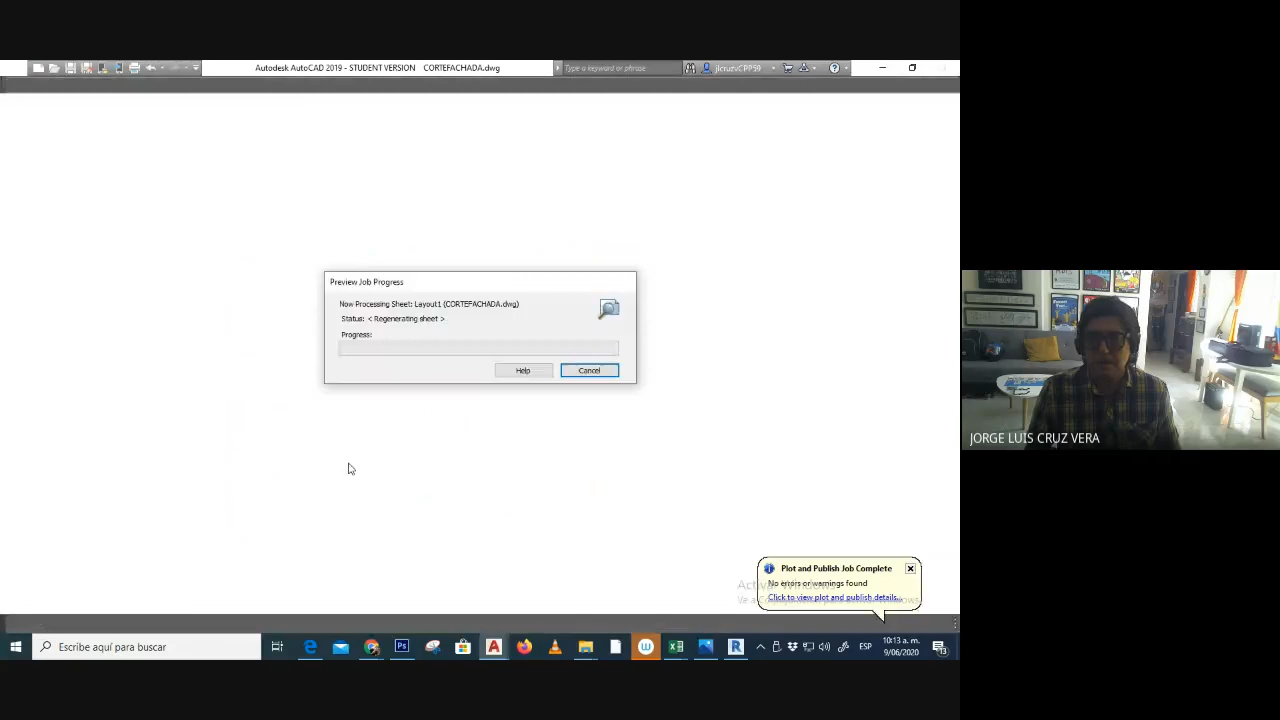 Autodesk AutoCAD 2019 - STUDENT VERSION CORTEFACHADA.dwg
Type a keyword or phrase
jlcruzvCPP59
Preview Job Progress
Now Processing Sheet: Layout1 (CORTEFACHADA.dwg)
Status: < Regenerating sheet >
Progress:
Help
Cancel
JORGE LUIS CRUZ VERA
Plot and Publish Job Complete
No errors or warnings found
Click to view plot and publish details...
Escribe aquí para buscar
ESP
10:13 a. m.
9/06/2020
13